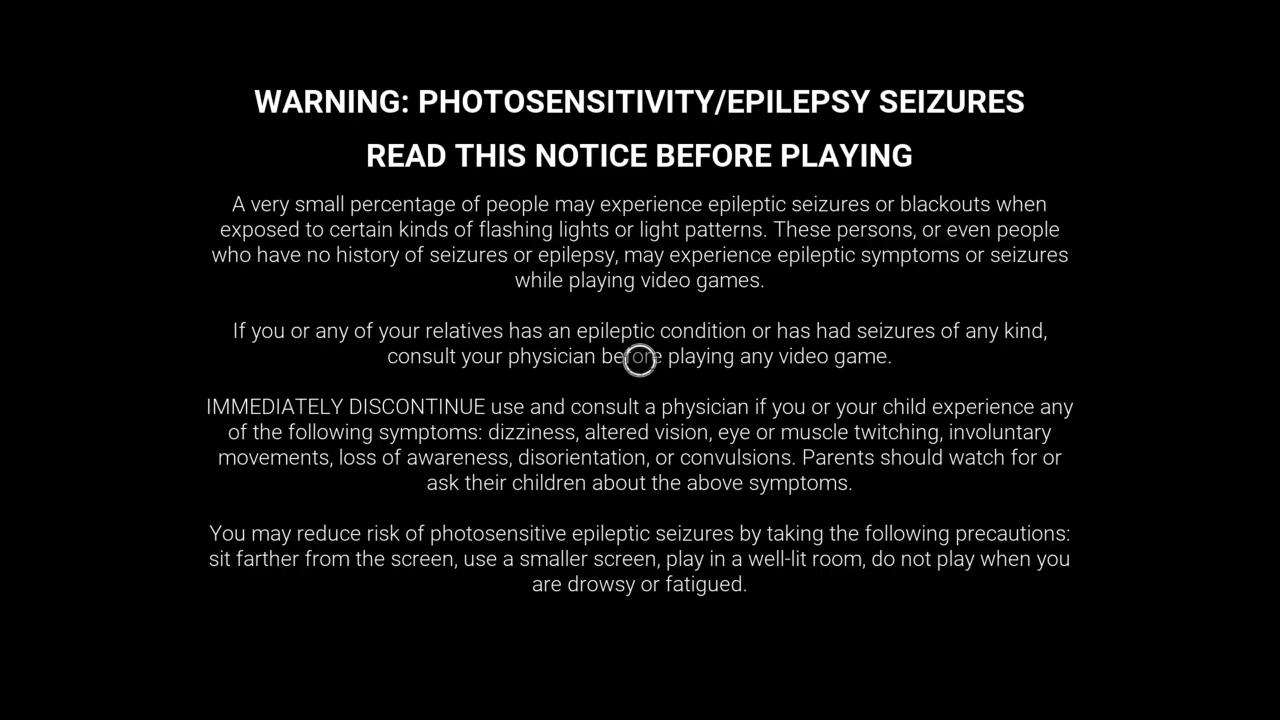 WARNING: PHOTOSENSITIVITY/EPILEPSY SEIZURES
READ THIS NOTICE BEFORE PLAYING
A very small percentage of people may experience epileptic seizures or blackouts when
exposed to certain kinds of flashing lights or light patterns. These persons, or even people
who have no history of seizures or epilepsy, may experience epileptic symptoms or seizures
while playing video games.
If you or any of your relatives has an epileptic condition or has had seizures of any kind,
consult your physician before playing any video game.
IMMEDIATELY DISCONTINUE use and consult a physician if you or your child experience any
of the following symptoms: dizziness, altered vision, eye or muscle twitching, involuntary
movements, loss of awareness, disorientation, or convulsions. Parents should watch for or
ask their children about the above symptoms.
You may reduce risk of photosensitive epileptic seizures by taking the following precautions:
sit farther from the screen, use a smaller screen, play in a well-lit room, do not play when you
are drowsy or fatigued.